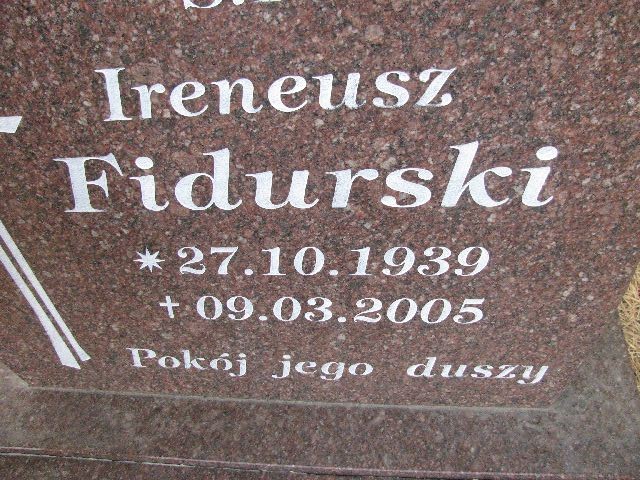 Ireneusz
Fidurski
* 27.10.1939
† 09.03.2005
Pokój jego duszy